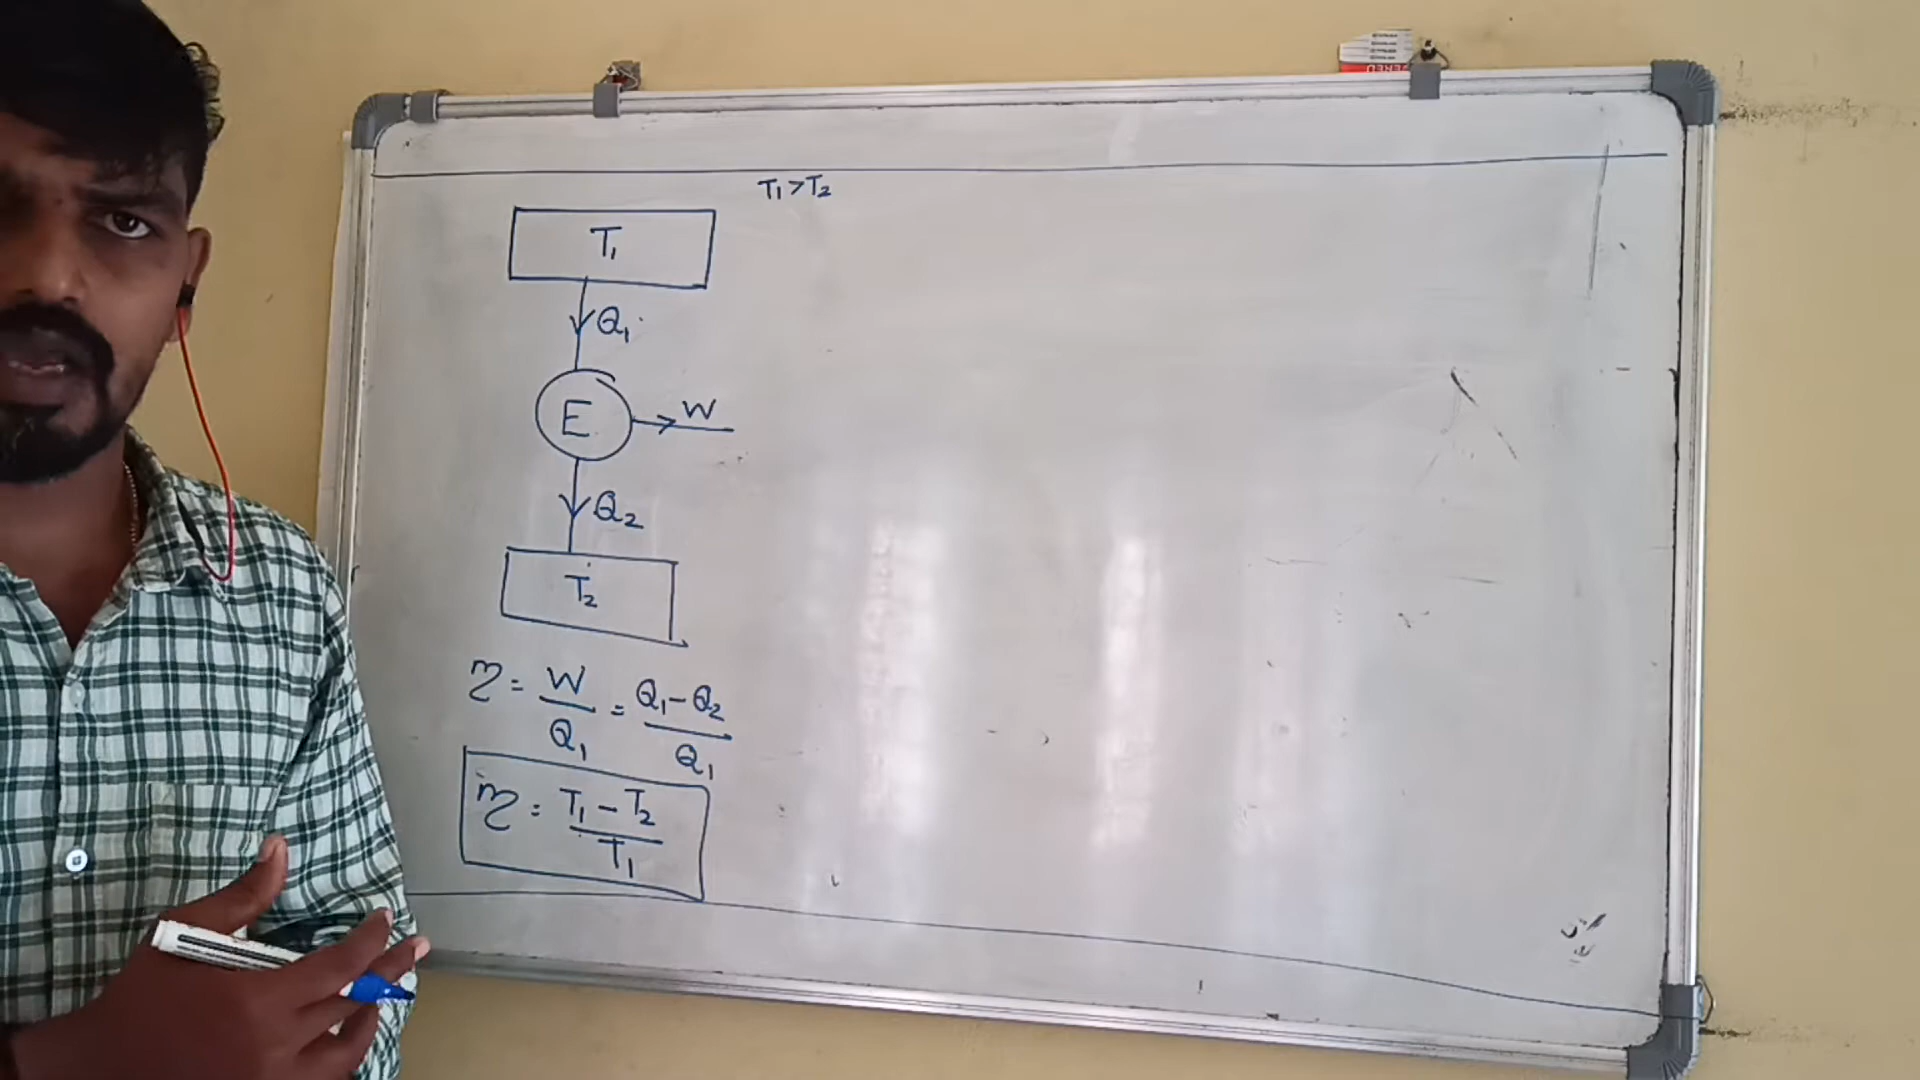 T₁ > T₂
T₁
Q₁
E
W
Q₂
T₂
η = W/Q₁ = Q₁ - Q₂/Q₁
η = T₁ - T₂/T₁